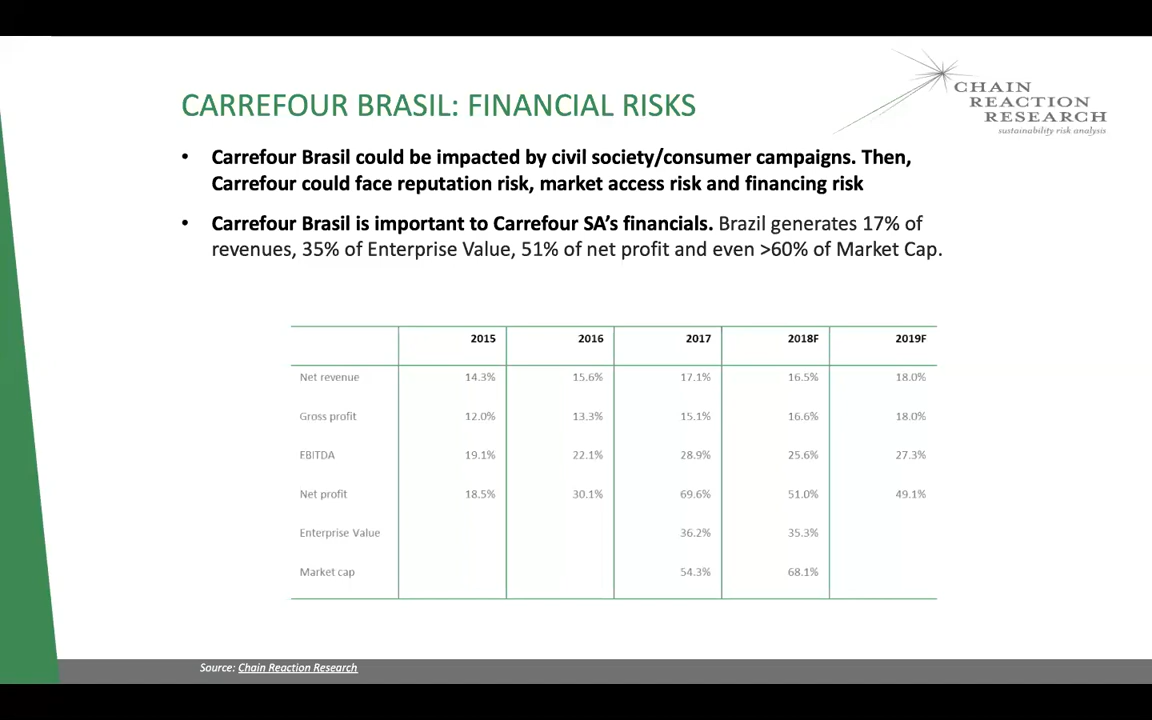 CHAIN
REACTION
RESEARCH
sustainability risk analysis
CARREFOUR BRASIL: FINANCIAL RISKS
• Carrefour Brasil could be impacted by civil society/consumer campaigns. Then,
Carrefour could face reputation risk, market access risk and financing risk
• Carrefour Brasil is important to Carrefour SA’s financials. Brazil generates 17% of
revenues, 35% of Enterprise Value, 51% of net profit and even >60% of Market Cap.
2015 2016 2017 2018F 2019F
Net revenue 14.3% 15.6% 17.1% 16.5% 18.0%
Gross profit 12.0% 13.3% 15.1% 16.6% 18.0%
EBITDA 19.1% 22.1% 28.9% 25.6% 27.3%
Net profit 18.5% 30.1% 69.6% 51.0% 49.1%
Enterprise Value 36.2% 35.3%
Market cap 54.3% 68.1%
Source: Chain Reaction Research